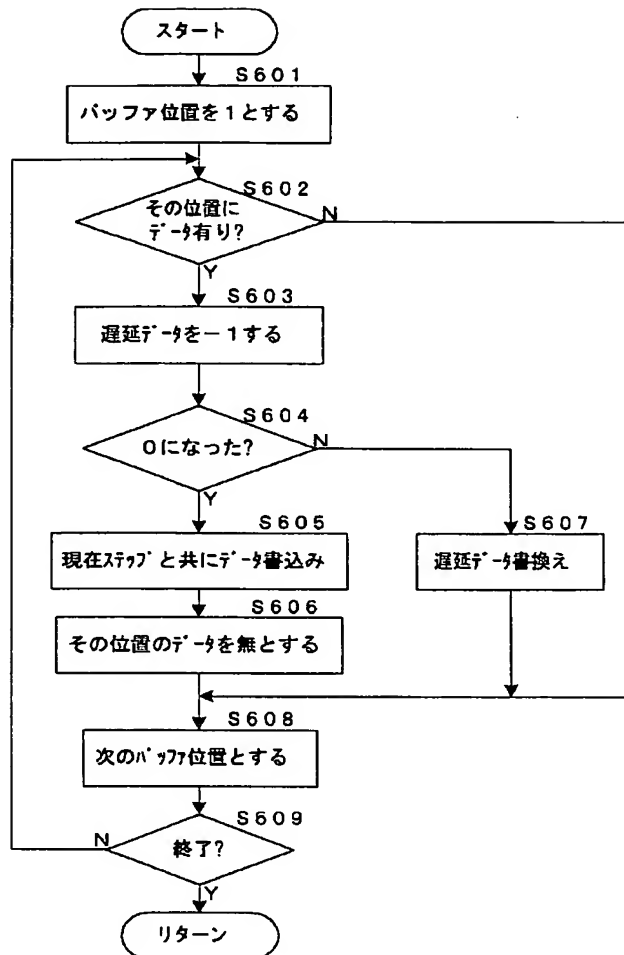 スタート
S601
バッファ位置を1とする
S602
その位置に
データ有り?
N
Y
S603
遅延データを－1する
S604
0になった?
N
Y
S605
現在ステップと共にデータ書込み
S607
遅延データ書換え
S606
その位置のデータを無とする
S608
次のバッファ位置とする
S609
終了?
N
Y
リターン